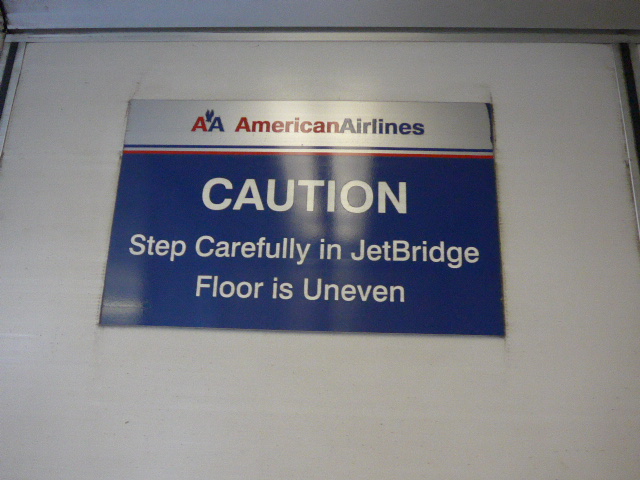 AA AmericanAirlines
CAUTION
Step Carefully in JetBridge
Floor is Uneven